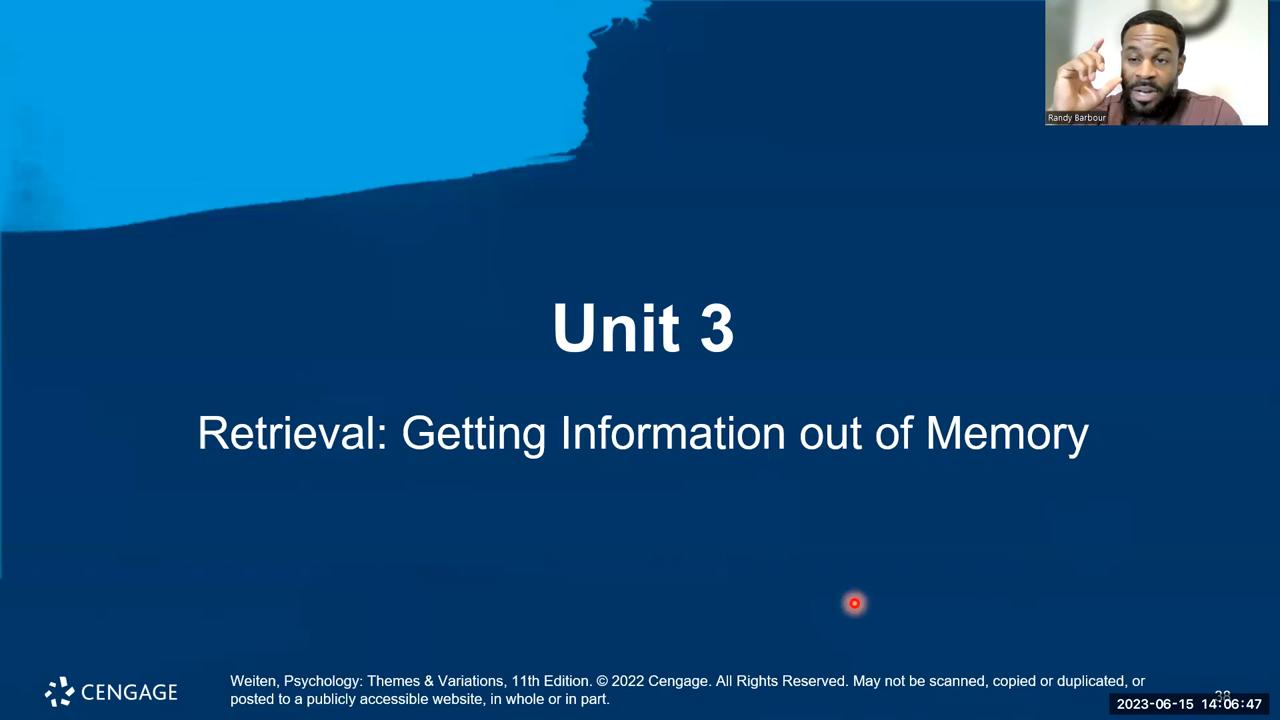 Randy Barbour
Unit 3
Retrieval: Getting Information out of Memory
CENGAGE
Weiten, Psychology: Themes & Variations, 11th Edition. © 2022 Cengage. All Rights Reserved. May not be scanned, copied or duplicated, or
posted to a publicly accessible website, in whole or in part.
38
2023-06-15 14:06:47